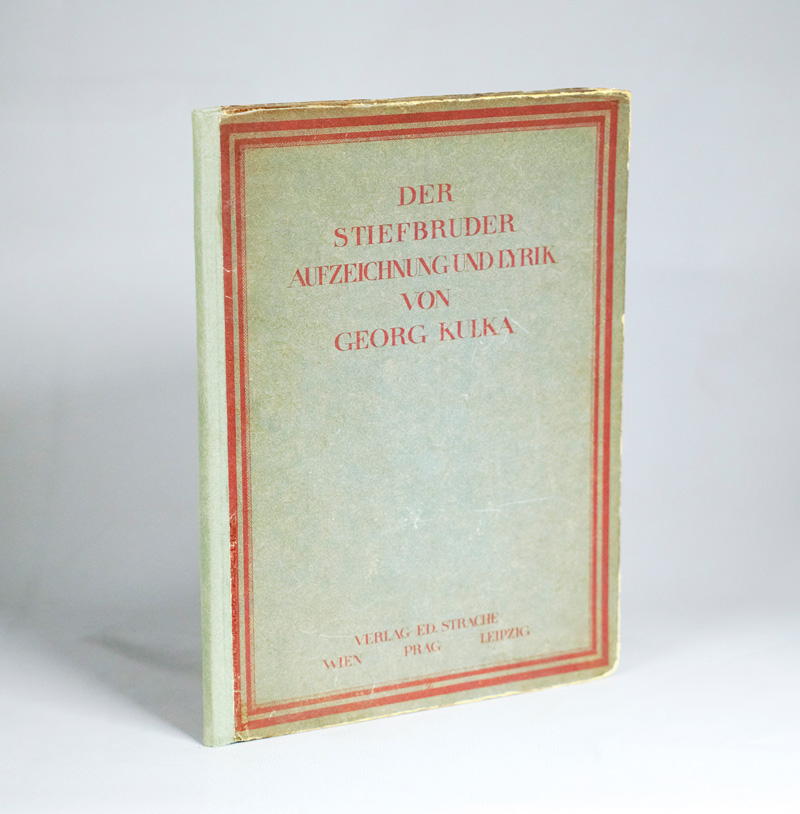 DER
STIEFBRUDER
AUFZEICHNUNG UND LYRIK
VON
GEORG KULKA
VERLAG ED. STRACHE
WIEN PRAG LEIPZIG